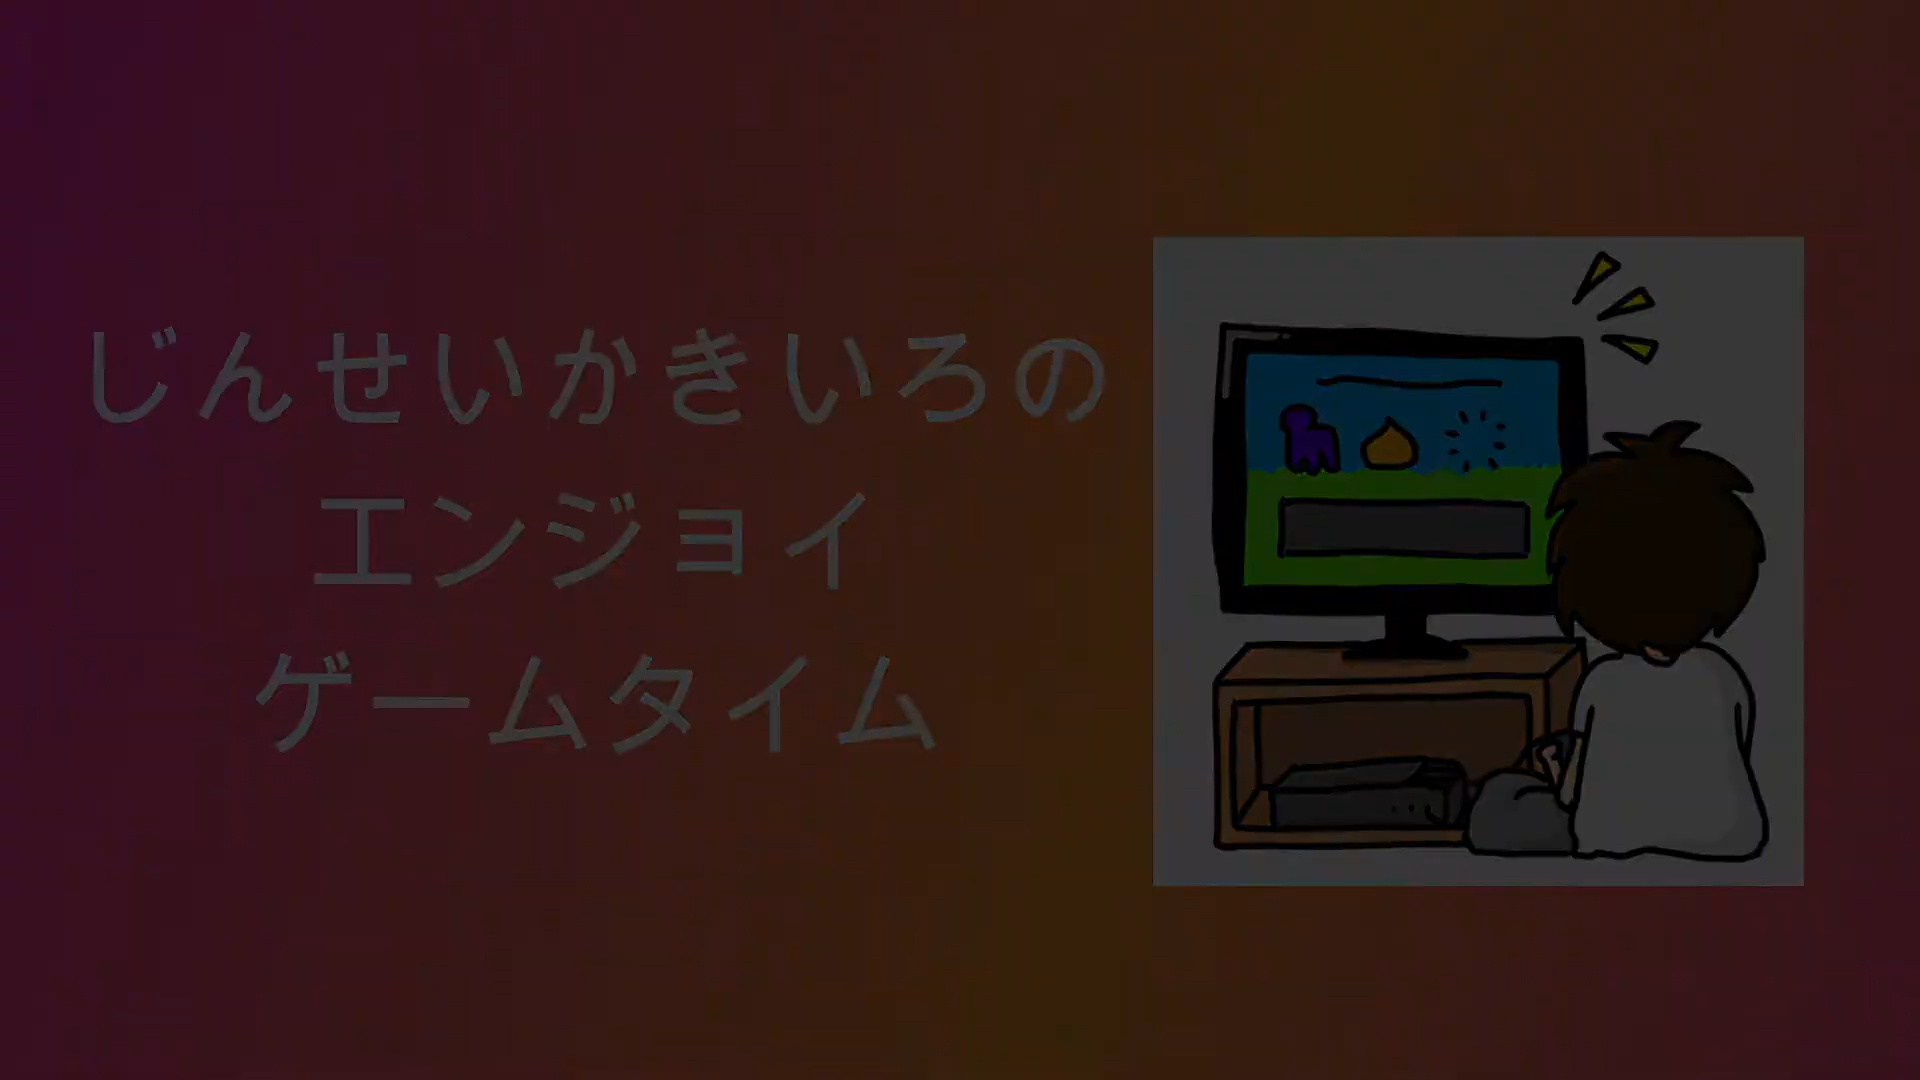 じんせいかきいろの
エンジョイ
ゲームタイム